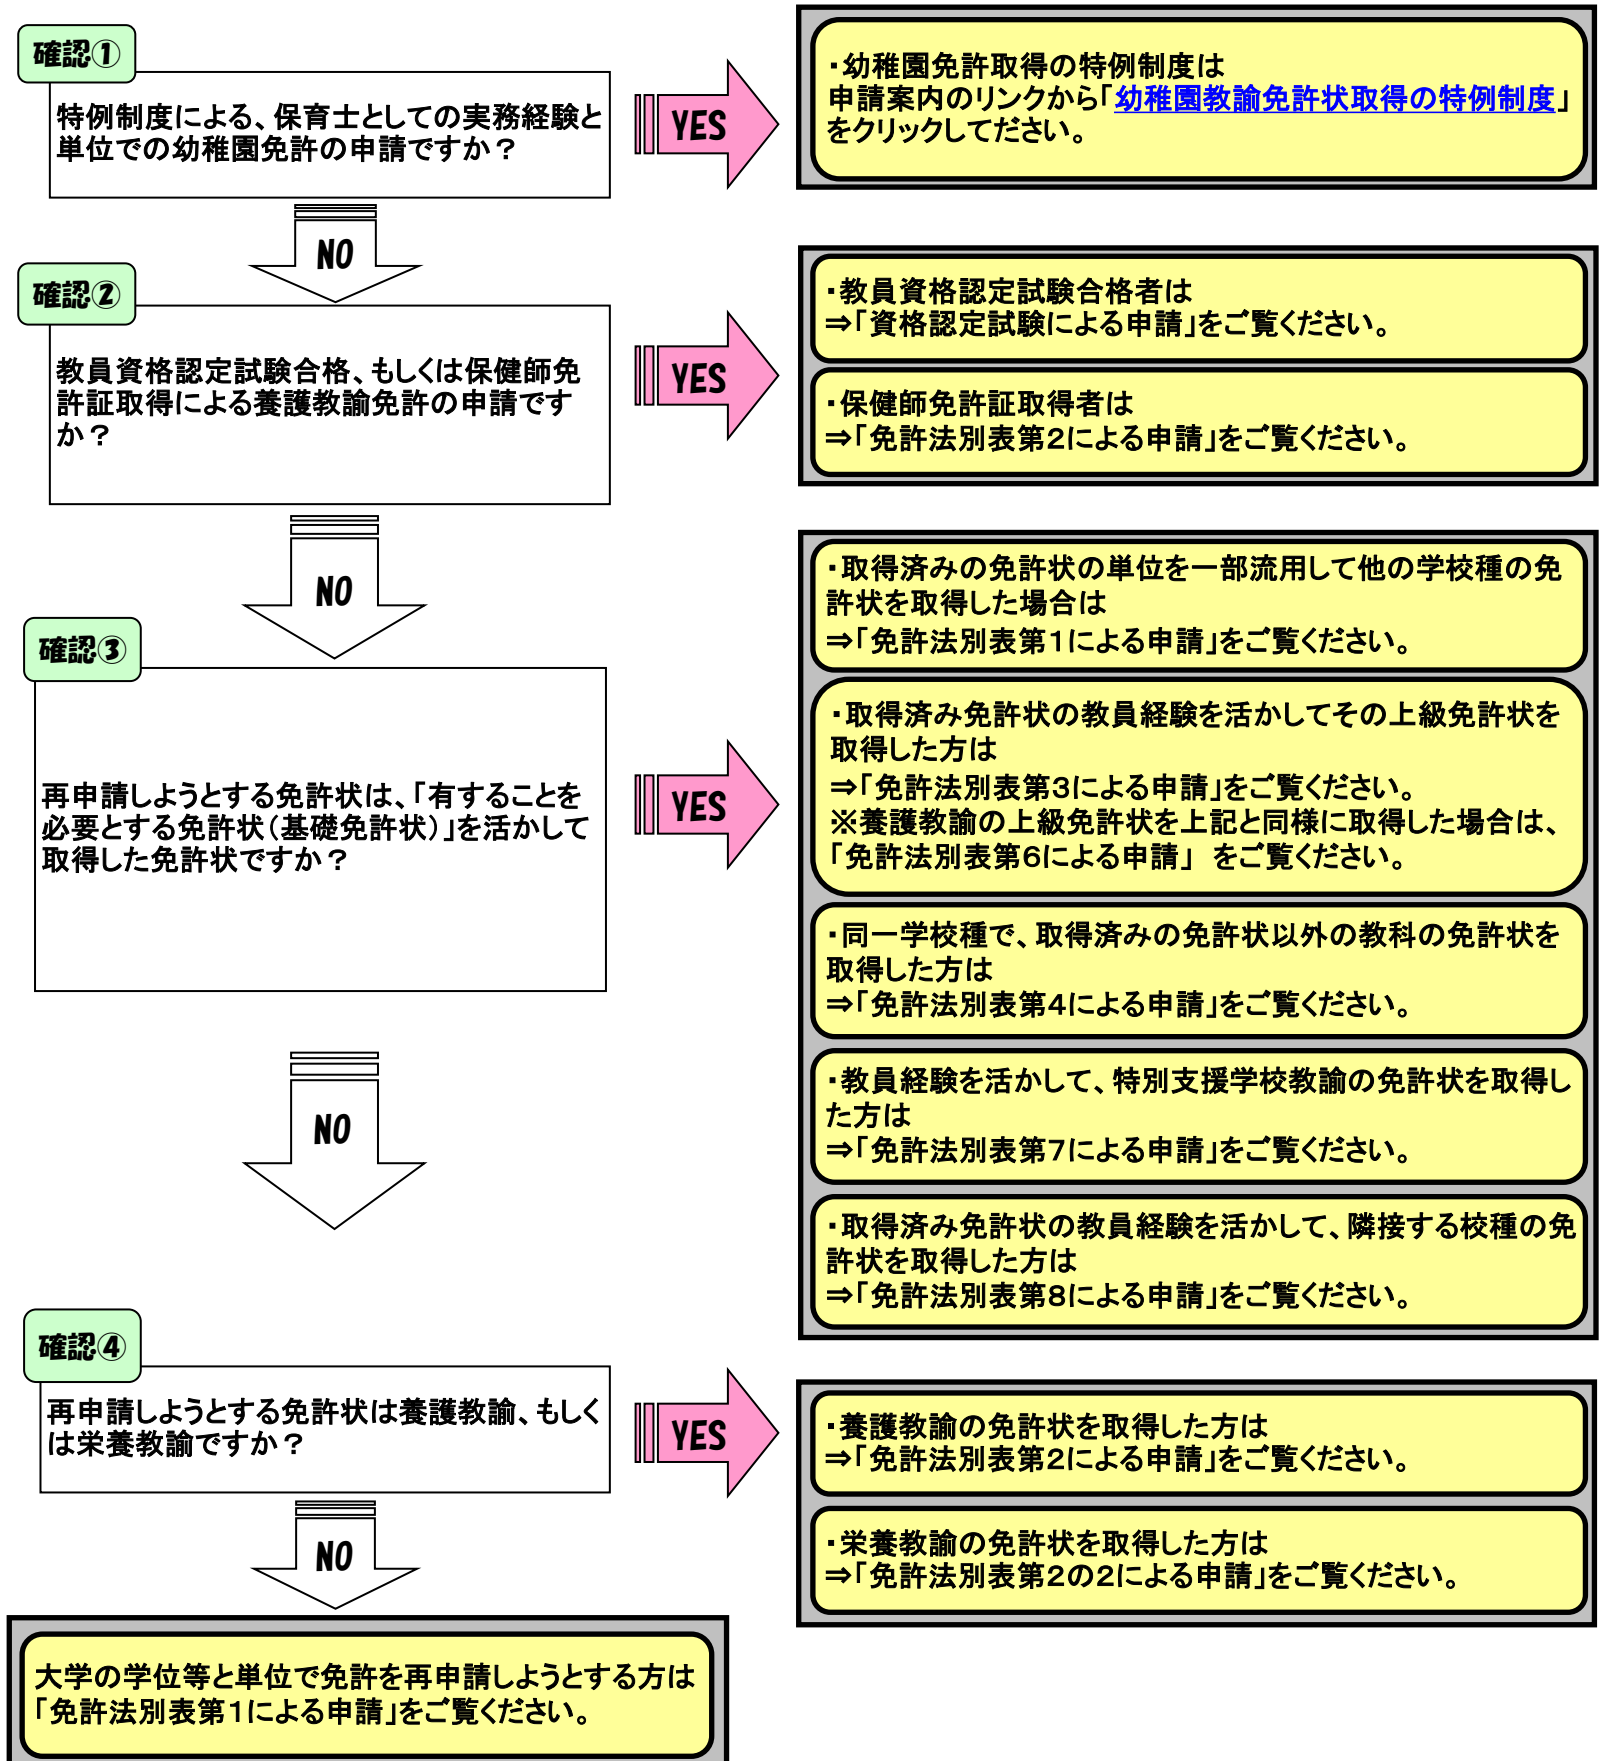 確認①
特例制度による、保育士としての実務経験と
単位での幼稚園免許の申請ですか？
YES
・幼稚園免許取得の特例制度は
申請案内のリンクから「幼稚園教諭免許状取得の特例制度」
をクリックしてださい。
NO
確認②
教員資格認定試験合格、もしくは保健師免
許証取得による養護教諭免許の申請です
か？
YES
・教員資格認定試験合格者は
⇒「資格認定試験による申請」をご覧ください。
・保健師免許証取得者は
⇒「免許法別表第２による申請」をご覧ください。
NO
確認③
再申請しようとする免許状は、「有することを
必要とする免許状（基礎免許状）」を活かして
取得した免許状ですか？
YES
・取得済みの免許状の単位を一部流用して他の学校種の免
許状を取得した場合は
⇒「免許法別表第１による申請」をご覧ください。
・取得済み免許状の教員経験を活かしてその上級免許状を
取得した方は
⇒「免許法別表第３による申請」をご覧ください。
※養護教諭の上級免許状を上記と同様に取得した場合は、
「免許法別表第６による申請」 をご覧ください。
・同一学校種で、取得済みの免許状以外の教科の免許状を
取得した方は
⇒「免許法別表第４による申請」をご覧ください。
・教員経験を活かして、特別支援学校教諭の免許状を取得し
た方は
⇒「免許法別表第７による申請」をご覧ください。
・取得済み免許状の教員経験を活かして、隣接する校種の免
許状を取得した方は
⇒「免許法別表第８による申請」をご覧ください。
NO
確認④
再申請しようとする免許状は養護教諭、もしく
は栄養教諭ですか？
YES
・養護教諭の免許状を取得した方は
⇒「免許法別表第２による申請」をご覧ください。
・栄養教諭の免許状を取得した方は
⇒「免許法別表第２の２による申請」をご覧ください。
NO
大学の学位等と単位で免許を再申請しようとする方は
「免許法別表第１による申請」をご覧ください。